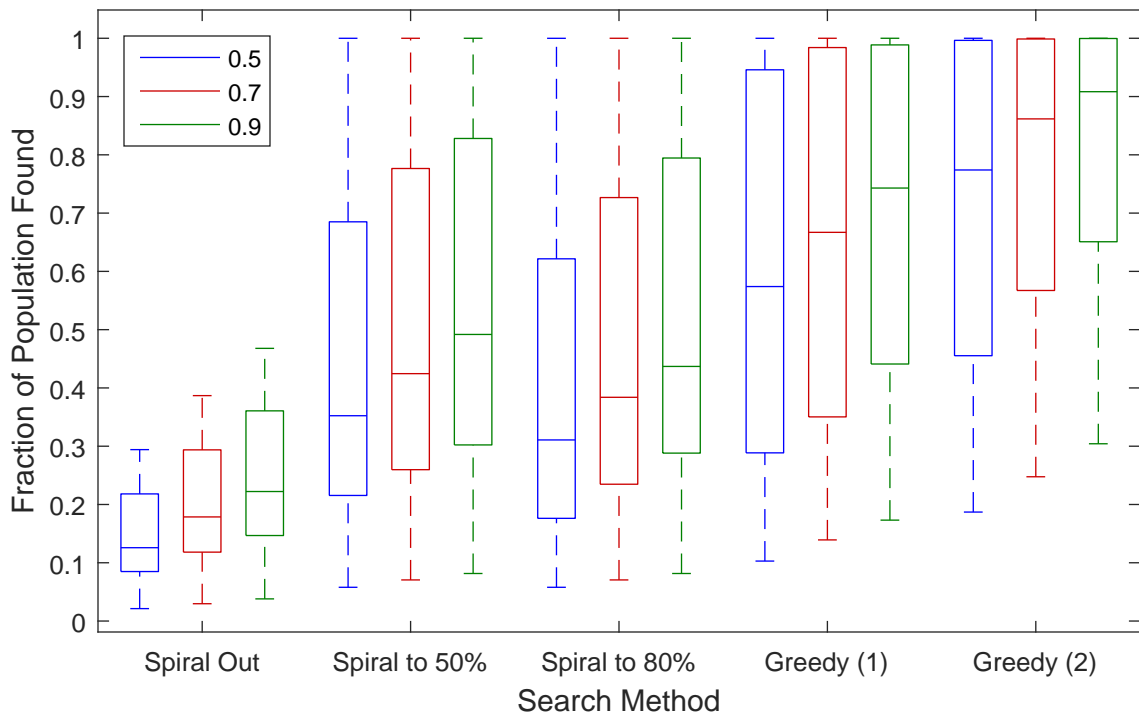 1
0.9
0.8
0.7
0.6
0.5
0.4
0.3
0.2
0.1
0
Fraction of Population Found
0.5
0.7
0.9
Spiral Out
Spiral to 50%
Spiral to 80%
Greedy (1)
Greedy (2)
Search Method